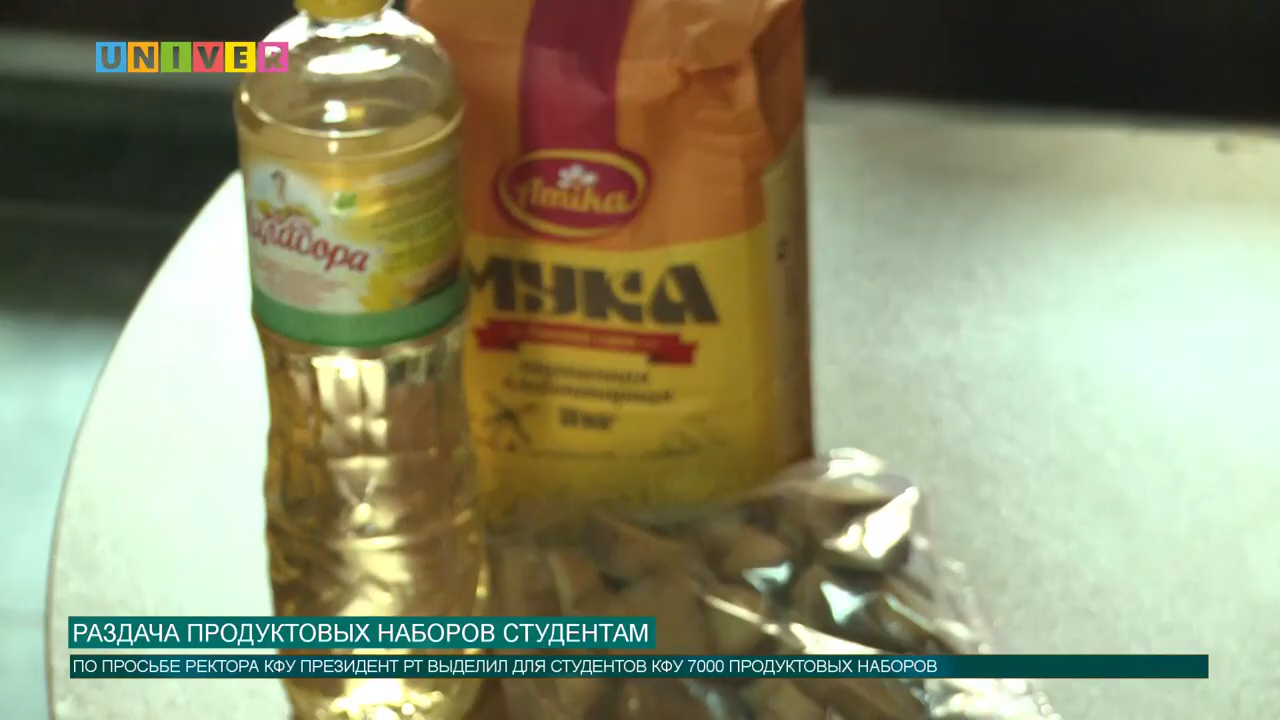 UNIVER
Amika
МУКА
РАЗДАЧА ПРОДУКТОВЫХ НАБОРОВ СТУДЕНТАМ
ПО ПРОСЬБЕ РЕКТОРА КФУ ПРЕЗИДЕНТ РТ ВЫДЕЛИЛ ДЛЯ СТУДЕНТОВ КФУ 7000 ПРОДУКТОВЫХ НАБОРОВ